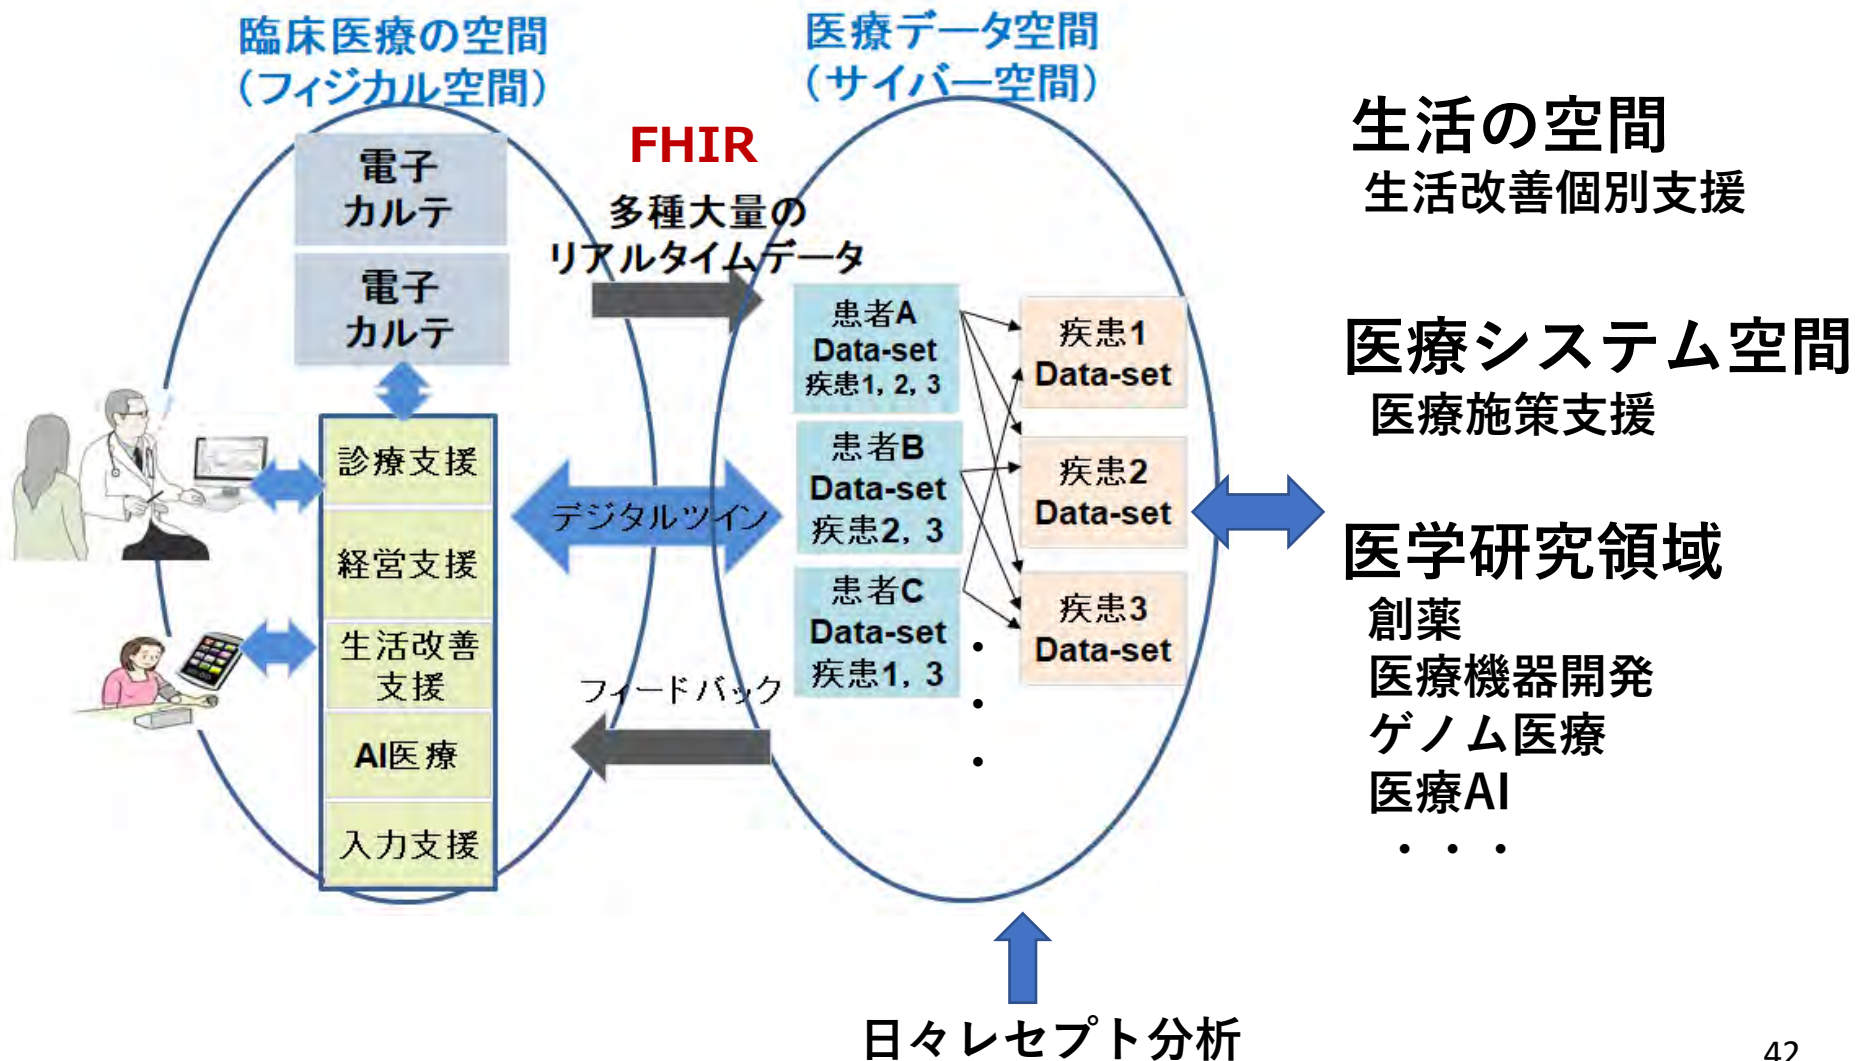 臨床医療の空間
（フィジカル空間）
医療データ空間
（サイバー空間）
電子
カルテ
電子
カルテ
診療支援
経営支援
生活改善
支援
AI医療
入力支援
FHIR
多種大量の
リアルタイムデータ
デジタルツイン
フィードバック
患者A
Data-set
疾患1, 2, 3
患者B
Data-set
疾患2, 3
患者C
Data-set
疾患1, 3
・
・
・
疾患1
Data-set
疾患2
Data-set
疾患3
Data-set
生活の空間
生活改善個別支援
医療システム空間
医療施策支援
医学研究領域
創薬
医療機器開発
ゲノム医療
医療AI
・・・
日々レセプト分析
42